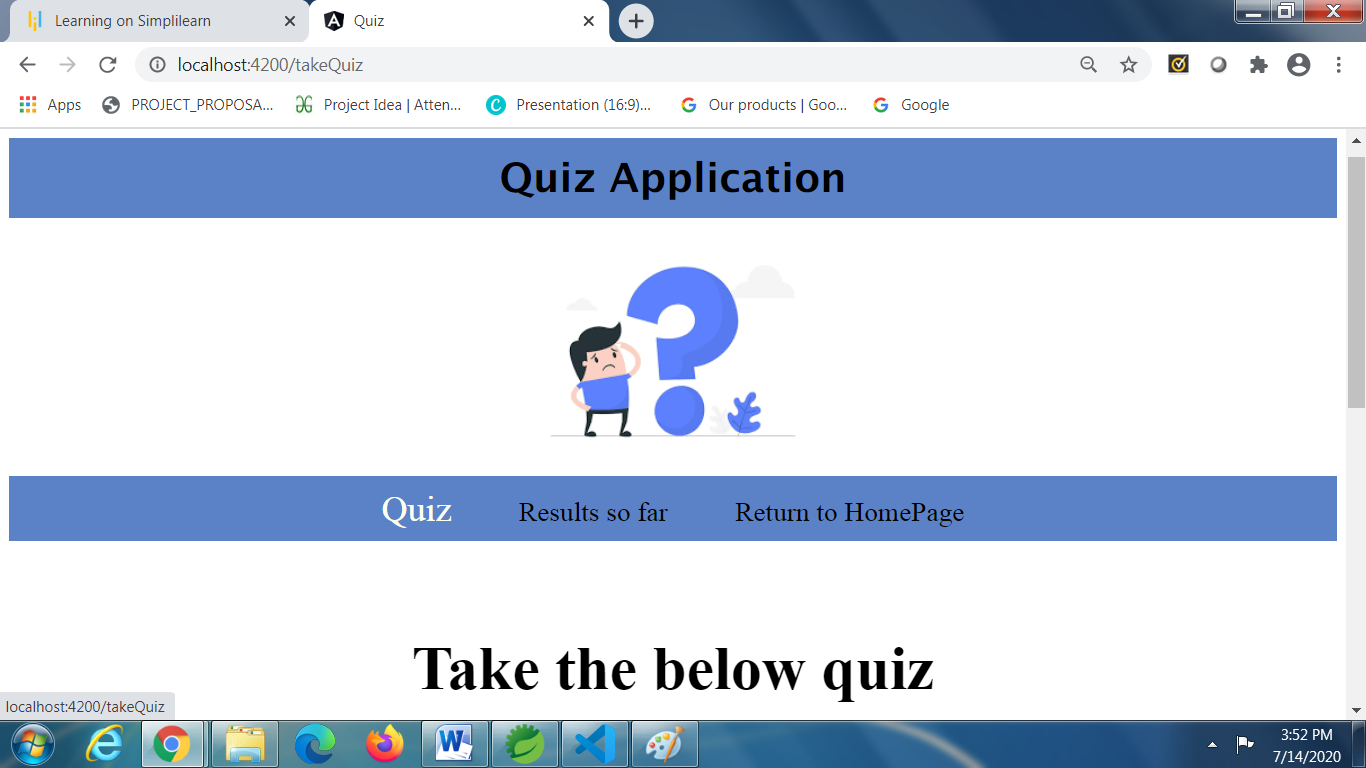 Learning on Simplilearn
Quiz
localhost:4200/takeQuiz
Apps
PROJECT_PROPOSA...
Project Idea | Atten...
Presentation (16:9)...
Our products | Goo...
Google
Quiz Application
Quiz
Results so far
Return to HomePage
Take the below quiz
localhost:4200/takeQuiz
3:52 PM
7/14/2020